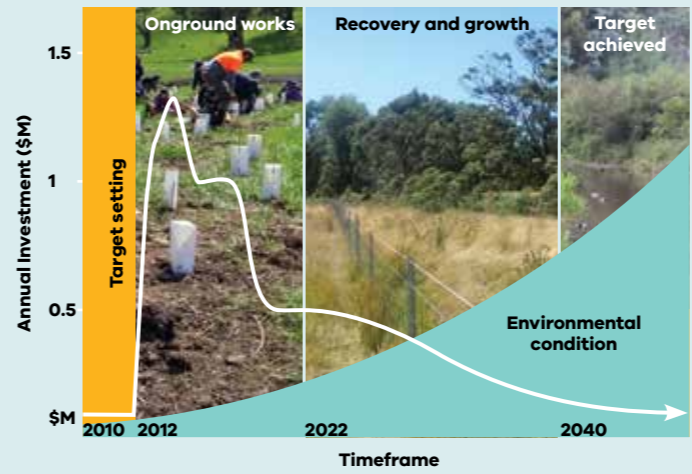 Onground works
Recovery and growth
Target
achieved
1.5
1
0.5
$M
Annual Investment ($M)
Target setting
Environmental
condition
2010
2012
2022
2040
Timeframe